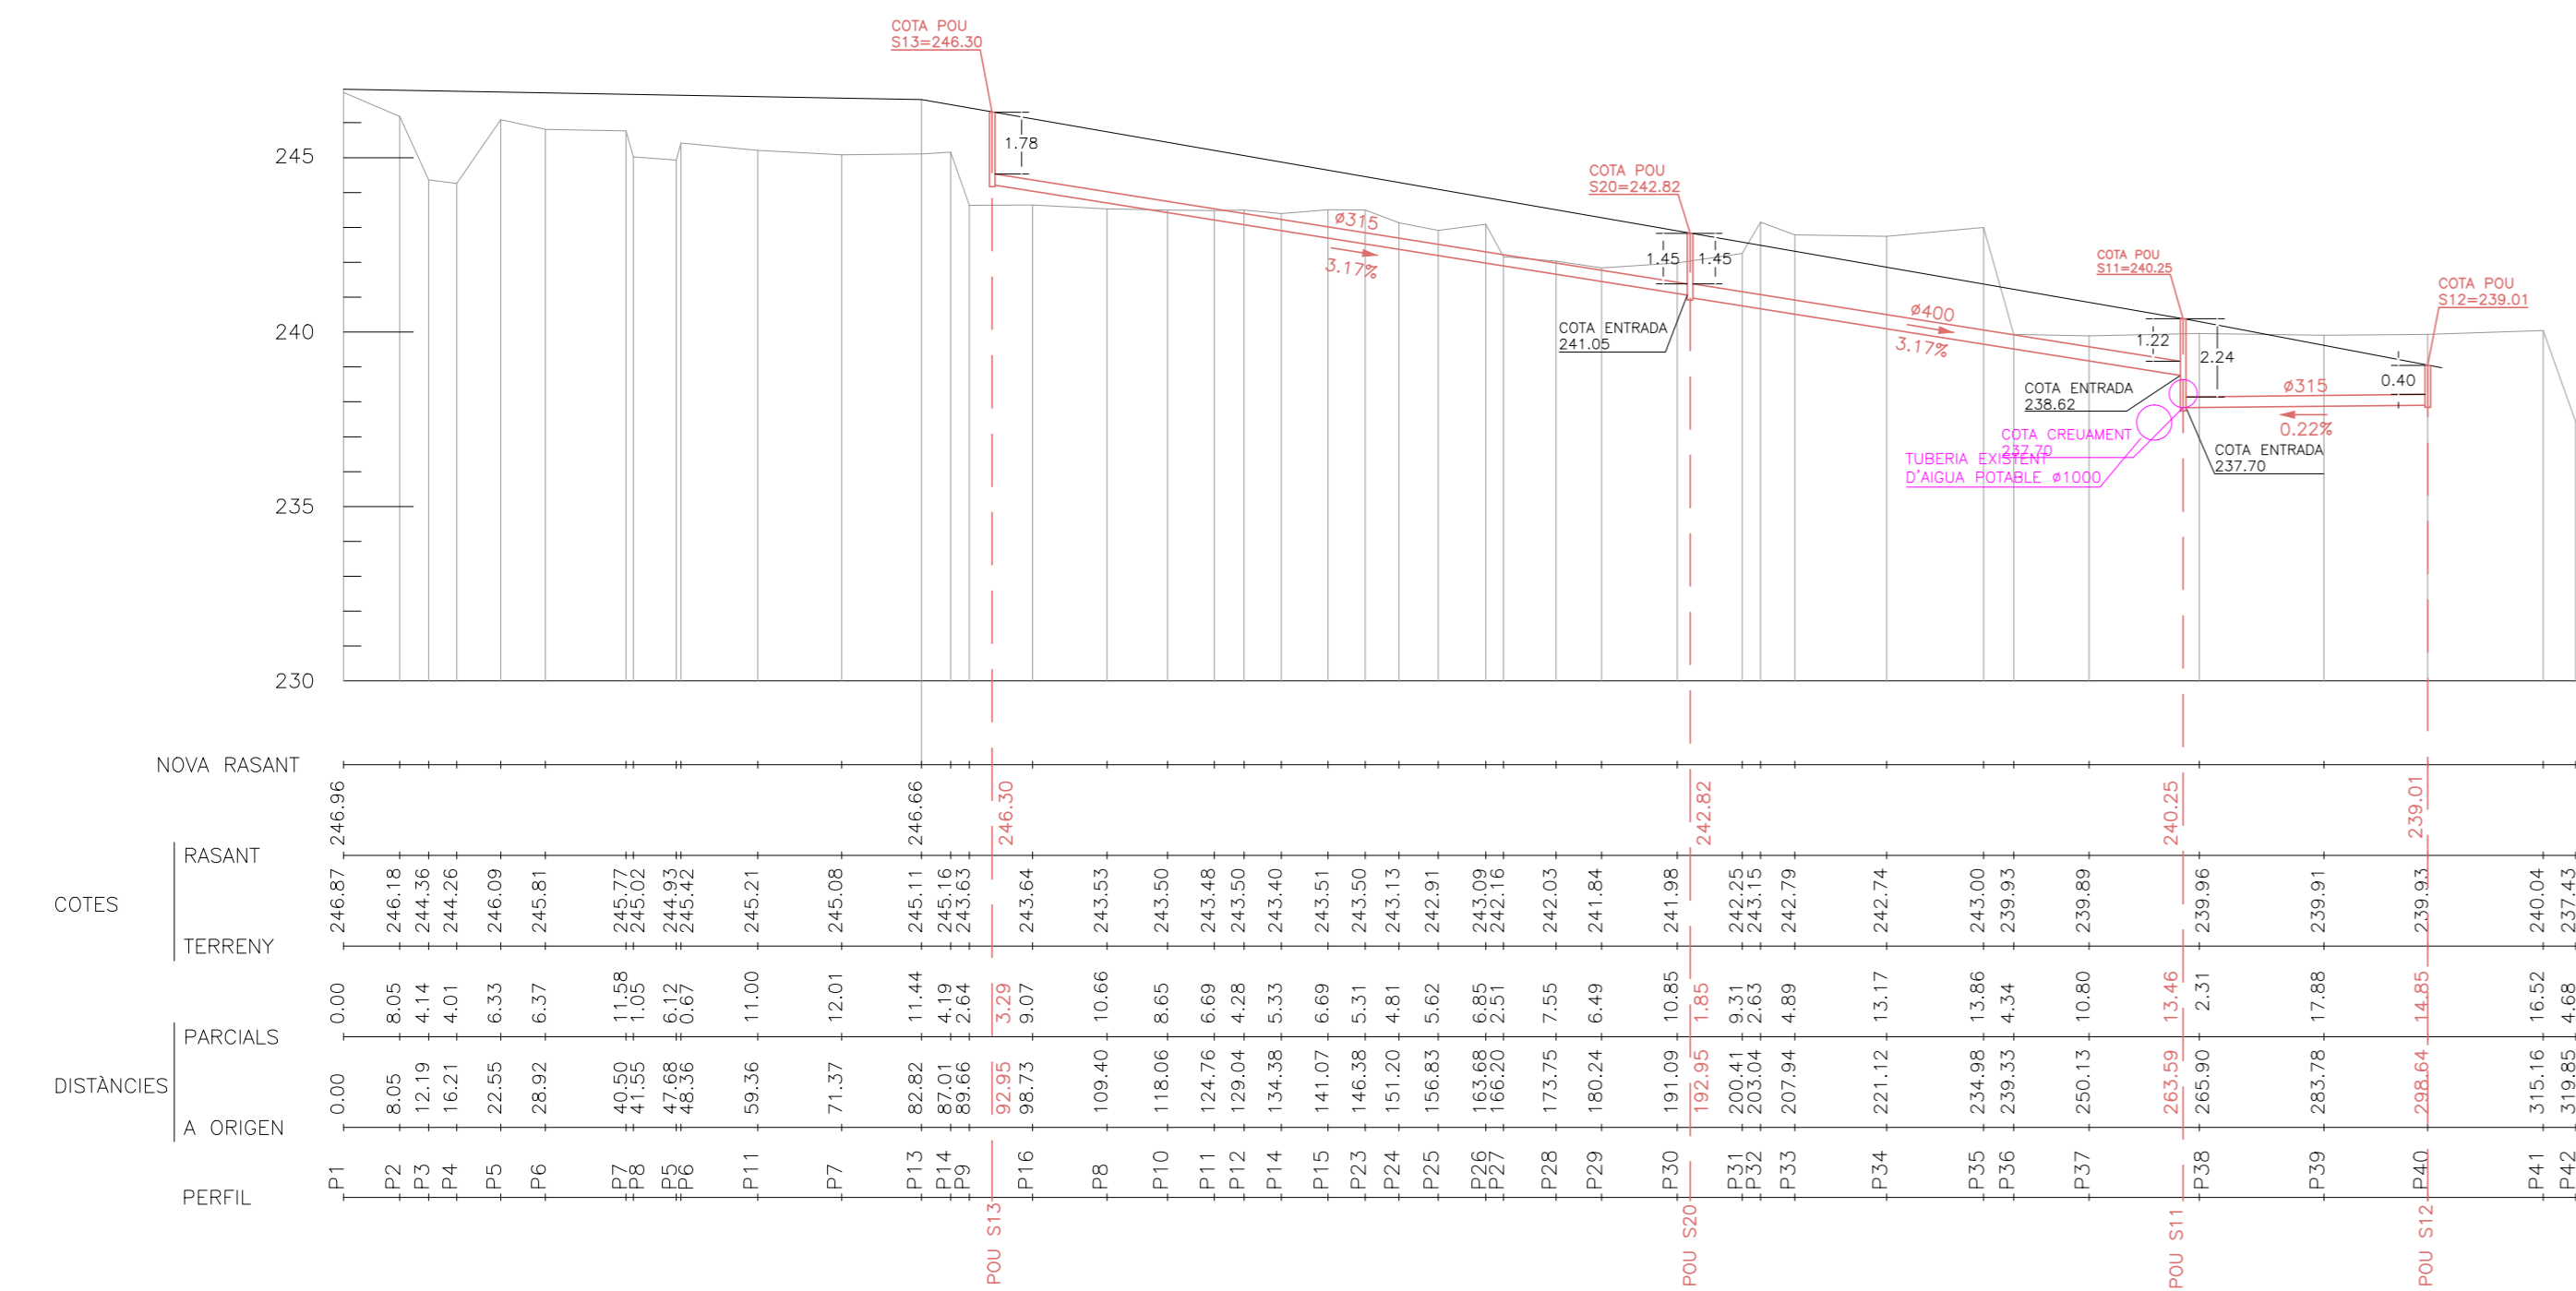 COTA POU
S13=246.30
1.78
245
COTA POU
S20=242.82
Ø315
3.17%
1.45
1.45
COTA POU
S11=240.25
COTA POU
S12=239.01
240
COTA ENTRADA
241.05
Ø400
3.17%
1.22
2.24
0.40
Ø315
0.22%
COTA ENTRADA
238.62
COTA CREUAMENT
237.70
TUBERIA EXISTENT
D'AIGUA POTABLE Ø1000
COTA ENTRADA
237.70
235
230
NOVA RASANT
246.96 246.66 246.30 242.82 240.25 239.01
RASANT
COTES
246.87 246.18 244.36 244.26 246.09 245.81 245.77 245.02 244.93 245.42 245.21 245.08 245.11 245.16 243.63 243.64 243.53 243.50 243.48 243.50 243.40 243.51 243.50 243.13 242.91 243.09 242.16 242.03 241.84 241.98 242.25 243.15 242.79 242.74 243.00 239.93 239.89 239.96 239.91 239.93 240.04 237.43
TERRENY
0.00 8.05 4.14 4.01 6.33 6.37 11.58 1.05 6.12 0.67 11.00 12.01 11.44 4.19 2.64 3.29 9.07 10.66 8.65 6.69 4.28 5.33 6.69 5.31 4.81 5.62 6.85 2.51 7.55 6.49 10.85 1.85 9.31 2.63 4.89 13.17 13.86 4.34 10.80 13.46 2.31 17.88 14.85 16.52 4.68
PARCIALS
DISTÀNCIES
0.00 8.05 12.19 16.21 22.55 28.92 40.50 41.55 47.68 48.36 59.36 71.37 82.82 87.01 89.66 92.95 98.73 109.40 118.06 124.76 129.04 134.38 141.07 146.38 151.20 156.83 163.68 166.20 173.75 180.24 191.09 192.95 200.41 203.04 207.94 221.12 234.98 239.33 250.13 263.59 265.90 283.78 298.64 315.16 319.85
A ORIGEN
P1 P2 P3 P4 P5 P6 P7 P8 P5 P6 P11 P7 P13 P14 P9 P16 P8 P10 P11 P12 P14 P15 P23 P24 P25 P26 P27 P28 P29 P30 P31 P32 P33 P34 P35 P36 P37 P38 P39 P40 P41 P42
PERFIL
POU S13 POU S20 POU S11 POU S12